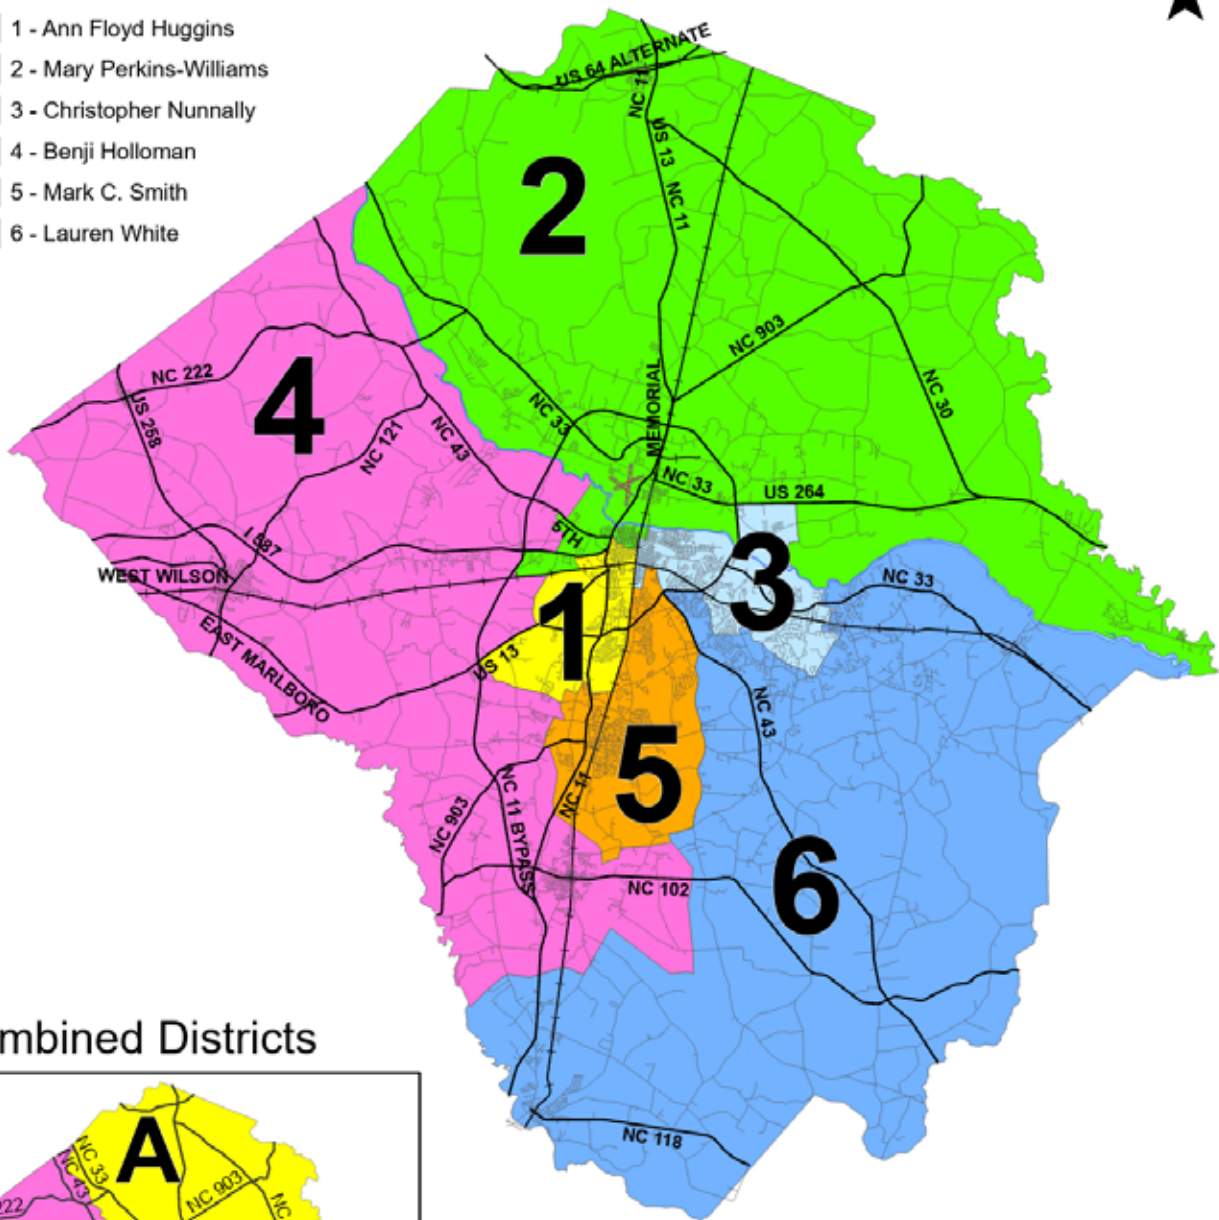 1 - Ann Floyd Huggins
2 - Mary Perkins-Williams
3 - Christopher Nunnally
4 - Benji Holloman
5 - Mark C. Smith
6 - Lauren White
US 64 ALTERNATE
NC 11
US 13
NC 11
2
NC 903
NC 222
4
US 258
NC 121
NC 43
NC 33
MEMORIAL
NC 30
NC 33
US 264
5TH
I 587
WEST WILSON
3
NC 33
1
EAST MARLBORO
US 13
NC 43
5
NC 11
NC 903
NC 11 BYPASS
6
NC 102
mbined Districts
NC 118
A
NC 33
NC 43
NC 903
NC
222